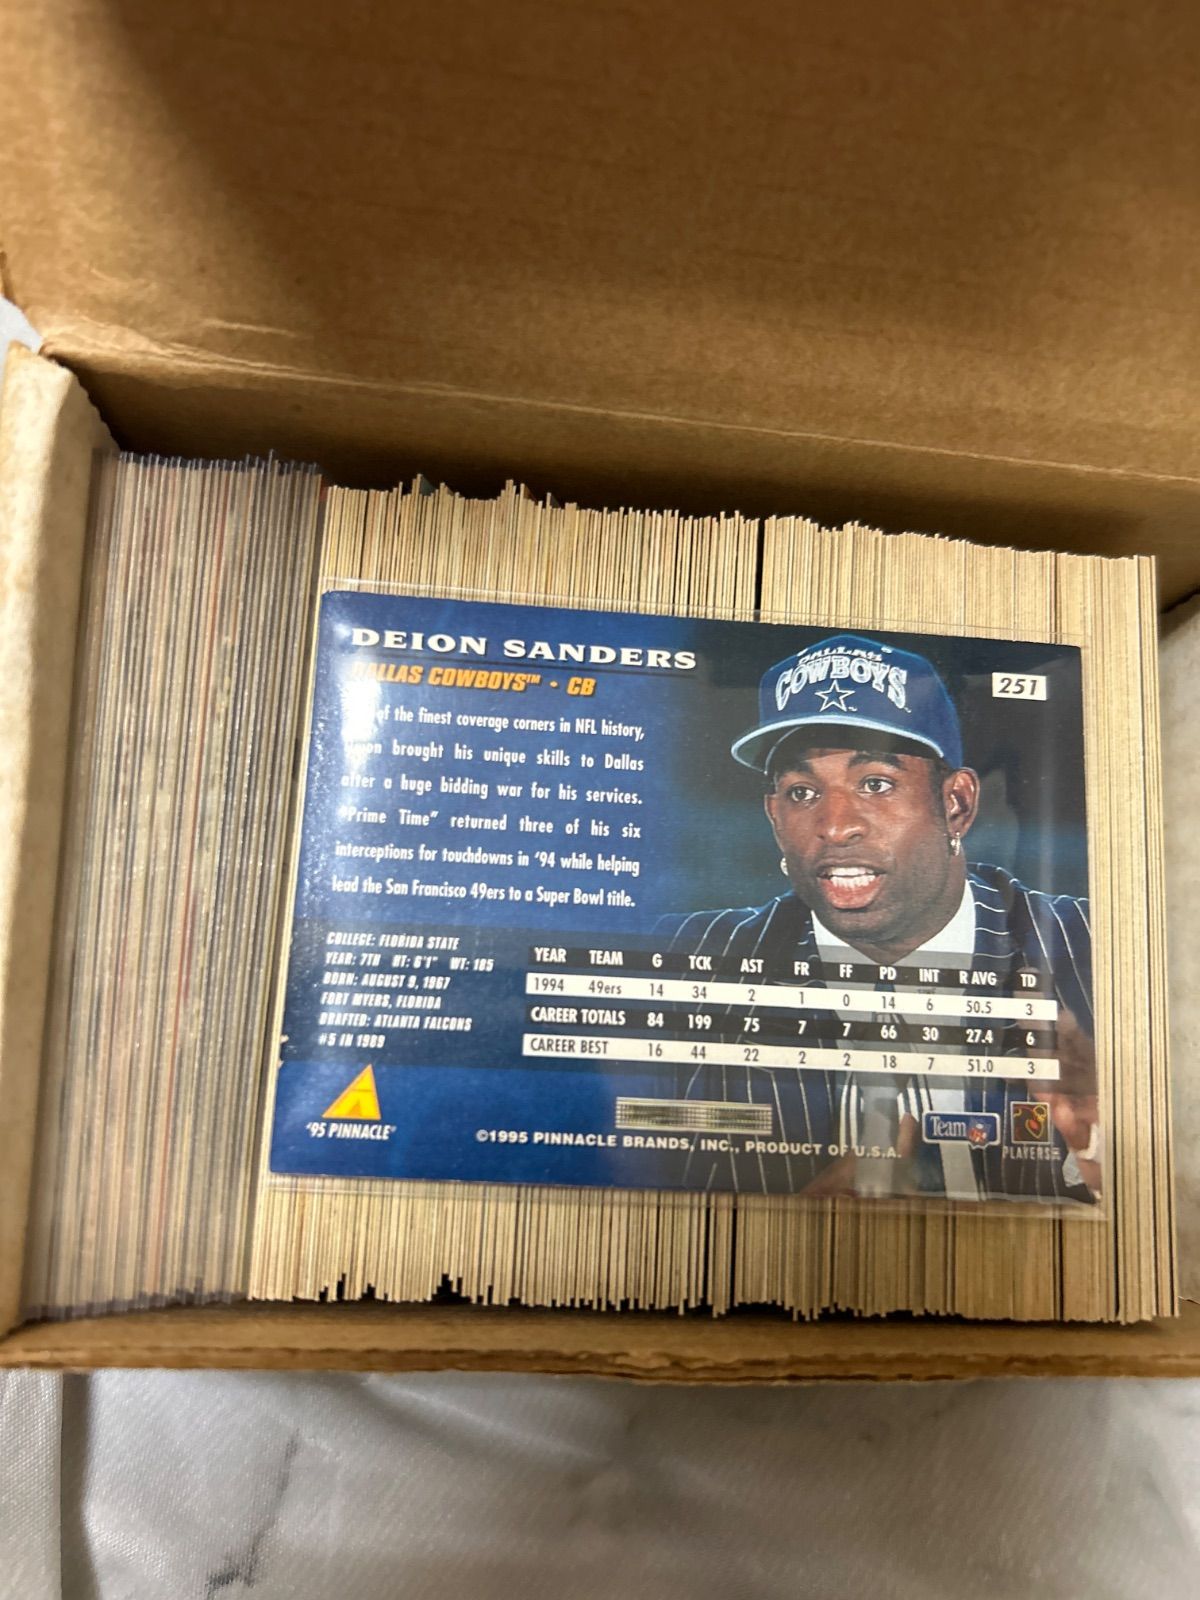 DEION SANDERS
DALLAS COWBOYS™ • CB
251
DALLAS
COWBOYS
of the finest coverage corners in NFL history,
brought his unique skills to Dallas
after a huge bidding war for his services.
"Prime Time" returned three of his six
interceptions for touchdowns in '94 while helping
lead the San Francisco 49ers to a Super Bowl title.
COLLEGE: FLORIDA STATE
YEAR: 7TH HT: 6'1" WT: 185
BORN: AUGUST 9, 1967
FORT MYERS, FLORIDA
DRAFTED: ATLANTA FALCONS
#5 IN 1989
YEAR TEAM G TCK AST FR FF PD INT R AVG TD
1994 49ers 14 34 2 1 0 14 6 50.5 3
CAREER TOTALS 84 199 75 7 7 66 30 27.4 6
CAREER BEST 16 44 22 2 2 18 7 51.0 3
'95 PINNACLE®
©1995 PINNACLE BRANDS, INC., PRODUCT OF U.S.A.
Team NFL
PLAYERS